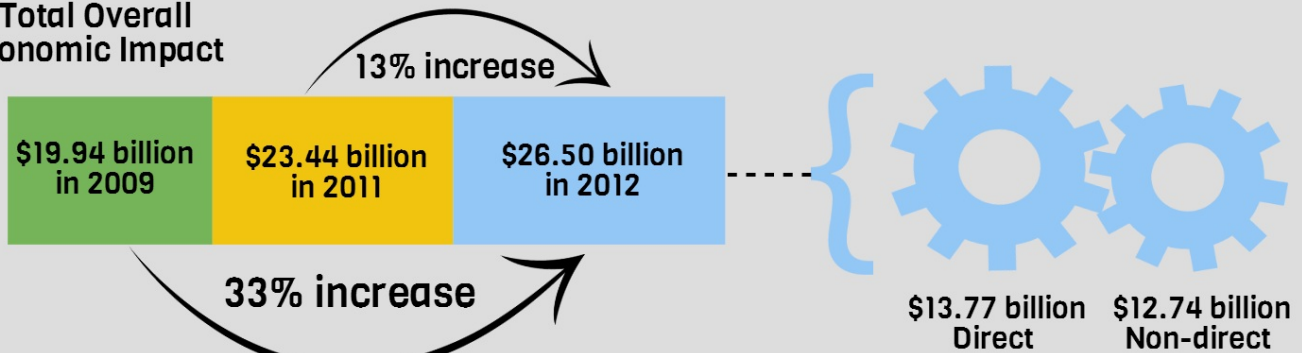 Total Overall
onomic Impact
13% increase
$19.94 billion
in 2009
$23.44 billion
in 2011
$26.50 billion
in 2012
33% increase
$13.77 billion
Direct
$12.74 billion
Non-direct